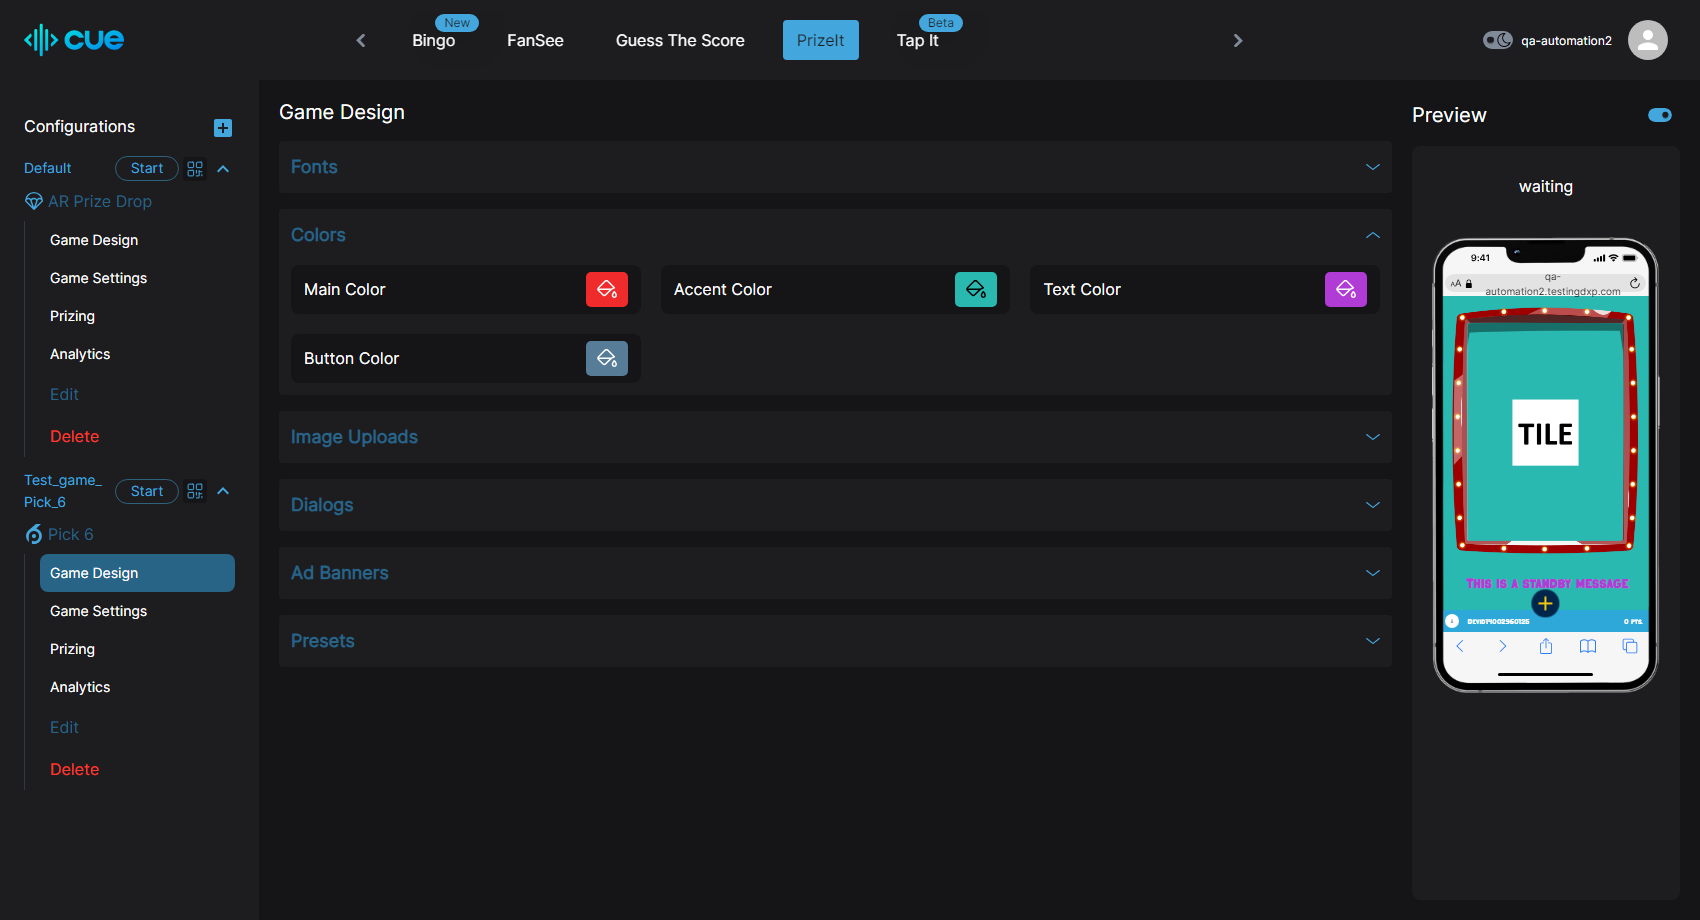 cue
New
Beta
Bingo
FanSee
Guess The Score
PrizeIt
Tap It
qa-automation2
Configurations
Default
Start
AR Prize Drop
Game Design
Game Settings
Prizing
Analytics
Edit
Delete
Test_game_
Pick_6
Start
Pick 6
Game Design
Game Settings
Prizing
Analytics
Edit
Delete
Game Design
Fonts
Colors
Main Color
Accent Color
Text Color
Button Color
Image Uploads
Dialogs
Ad Banners
Presets
Preview
waiting
9:41
AA
qa-
automation2.testingdxp.com
TILE
THIS IS A STANDBY MESSAGE
0 PTS.